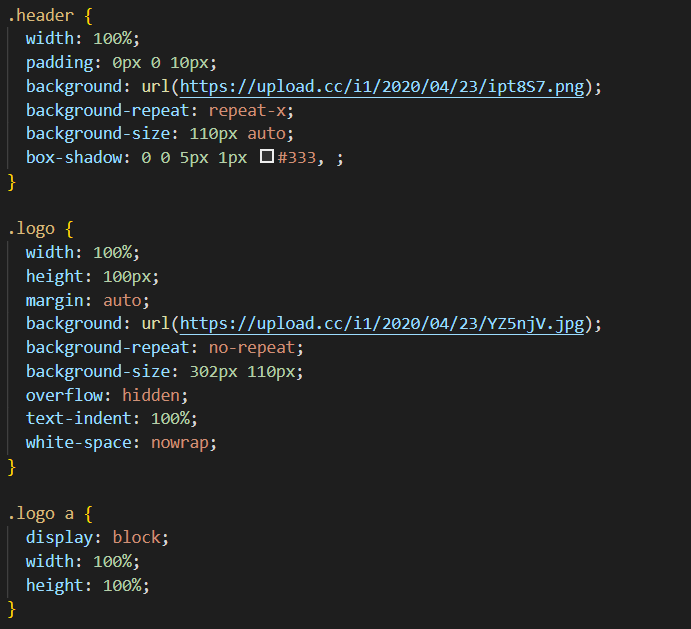 .header {
  width: 100%;
  padding: 0px 0 10px;
  background: url(https://upload.cc/i1/2020/04/23/ipt8S7.png);
  background-repeat: repeat-x;
  background-size: 110px auto;
  box-shadow: 0 0 5px 1px #333, ;
}

.logo {
  width: 100%;
  height: 100px;
  margin: auto;
  background: url(https://upload.cc/i1/2020/04/23/YZ5njV.jpg);
  background-repeat: no-repeat;
  background-size: 302px 110px;
  overflow: hidden;
  text-indent: 100%;
  white-space: nowrap;
}

.logo a {
  display: block;
  width: 100%;
  height: 100%;
}